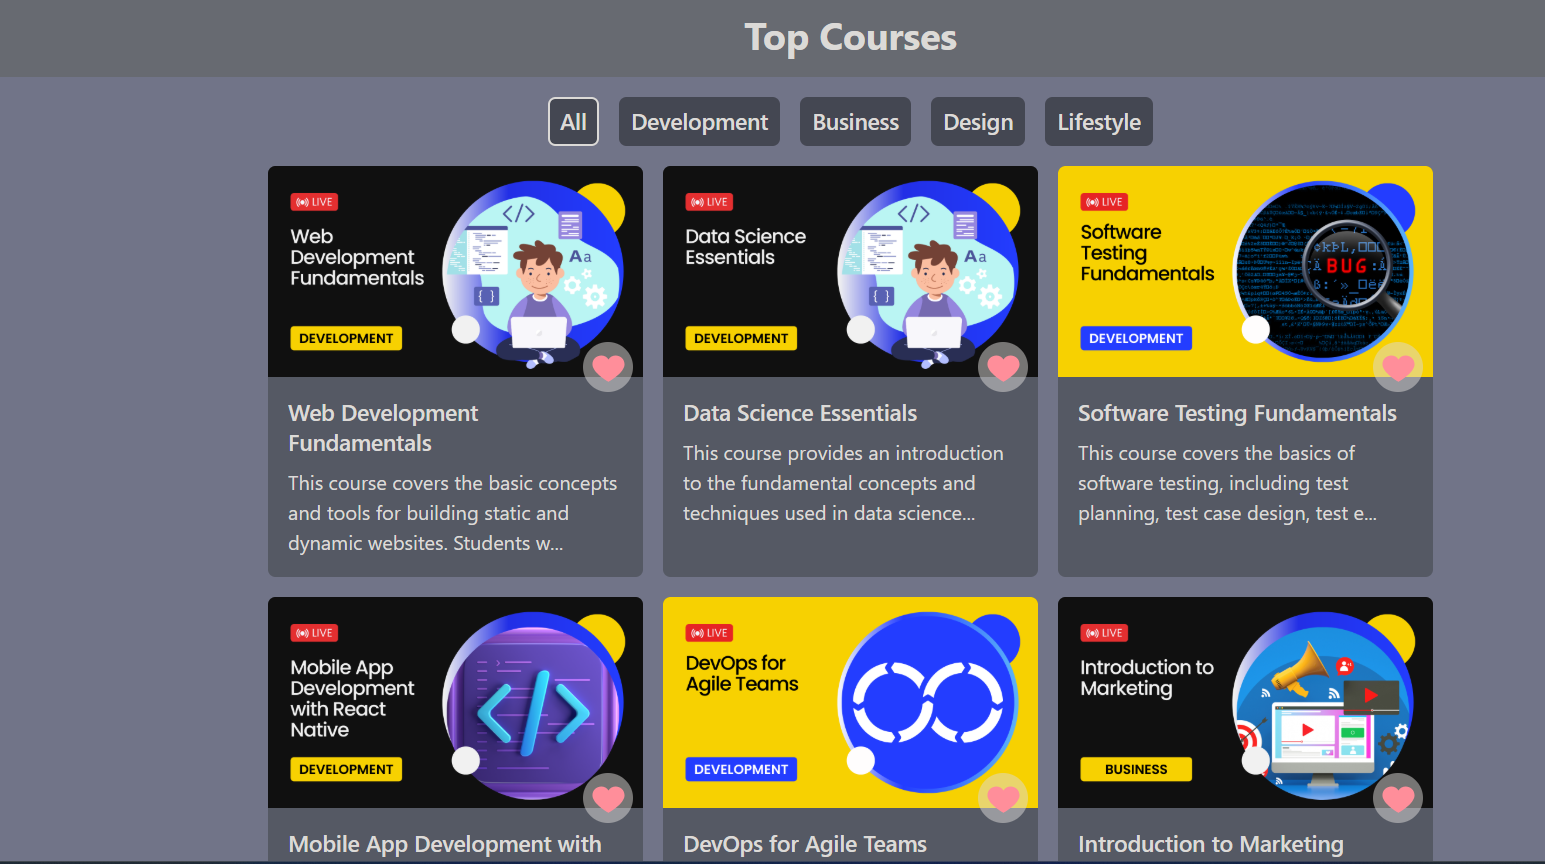 Top Courses
All
Development
Business
Design
Lifestyle
LIVE
Web
Development
Fundamentals
DEVELOPMENT
Web Development
Fundamentals
This course covers the basic concepts
and tools for building static and
dynamic websites. Students w...
LIVE
Data Science
Essentials
DEVELOPMENT
Data Science Essentials
This course provides an introduction
to the fundamental concepts and
techniques used in data science...
LIVE
Software
Testing
Fundamentals
BUG
DEVELOPMENT
Software Testing Fundamentals
This course covers the basics of
software testing, including test
planning, test case design, test e...
LIVE
Mobile App
Development
with React
Native
DEVELOPMENT
Mobile App Development with
LIVE
DevOps for
Agile Teams
DEVELOPMENT
DevOps for Agile Teams
LIVE
Introduction to
Marketing
BUSINESS
Introduction to Marketing